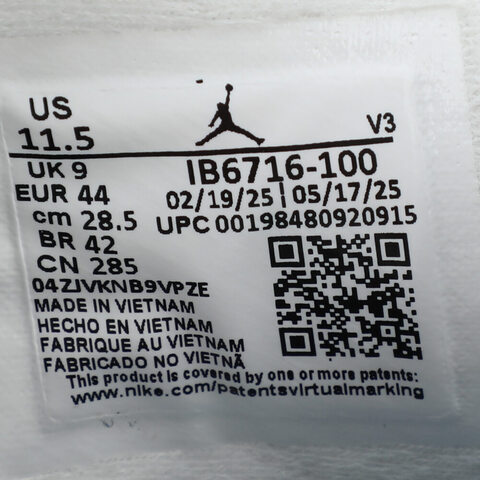 US
11.5
V3
UK 9
EUR 44
cm 28.5
BR 42
CN 285
IB6716-100
02/19/25 | 05/17/25
UPC 00198480920915
04ZJVKNB9VPZE
MADE IN VIETNAM
HECHO EN VIETNAM
FABRIQUE AU VIETNAM
FABRICADO NO VIETNÃ
This product is covered by one or more patents:
www.nike.com/patentsvirtualmarking